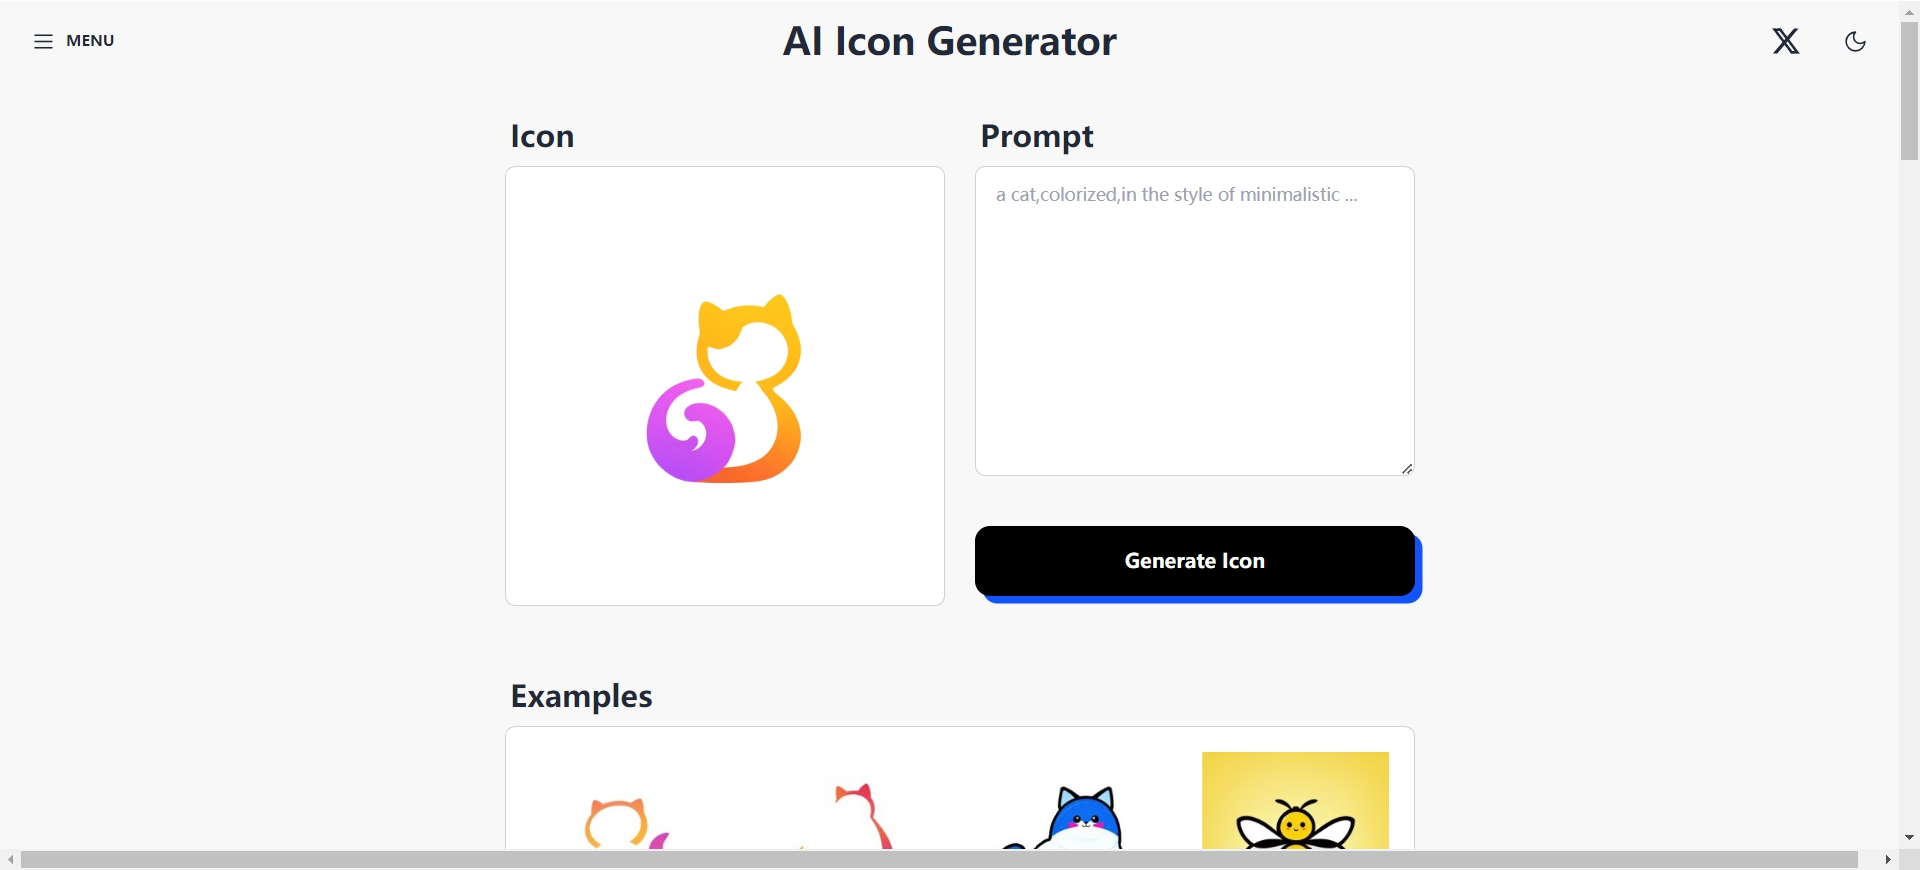 MENU
AI Icon Generator
Icon
Prompt
a cat,colorized,in the style of minimalistic ...
Generate Icon
Examples